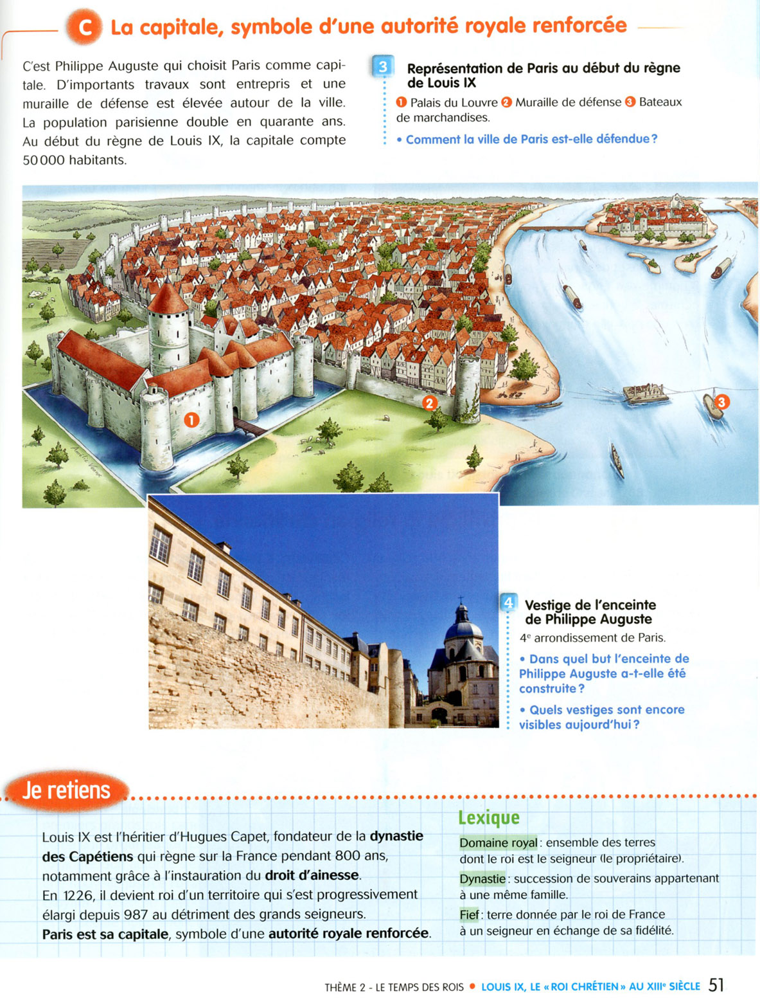 C La capitale, symbole d'une autorité royale renforcée
C'est Philippe Auguste qui choisit Paris comme capi-
tale. D'importants travaux sont entrepris et une
muraille de défense est élevée autour de la ville.
La population parisienne double en quarante ans.
Au début du règne de Louis IX, la capitale compte
50 000 habitants.
3 Représentation de Paris au début du règne
de Louis IX
1 Palais du Louvre 2 Muraille de défense 3 Bateaux
de marchandises.
• Comment la ville de Paris est-elle défendue ?
1
2
3
4 Vestige de l'enceinte
de Philippe Auguste
4e arrondissement de Paris.
• Dans quel but l'enceinte de
Philippe Auguste a-t-elle été
construite ?
• Quels vestiges sont encore
visibles aujourd'hui ?
Je retiens
Louis IX est l'héritier d'Hugues Capet, fondateur de la dynastie
des Capétiens qui règne sur la France pendant 800 ans,
notamment grâce à l'instauration du droit d'ainesse.
En 1226, il devient roi d'un territoire qui s'est progressivement
élargi depuis 987 au détriment des grands seigneurs.
Paris est sa capitale, symbole d'une autorité royale renforcée.
Lexique
Domaine royal : ensemble des terres
dont le roi est le seigneur (le propriétaire).
Dynastie : succession de souverains appartenant
à une même famille.
Fief : terre donnée par le roi de France
à un seigneur en échange de sa fidélité.
THÈME 2 - LE TEMPS DES ROIS • LOUIS IX, LE « ROI CHRÉTIEN » AU XIIIe SIÈCLE 51